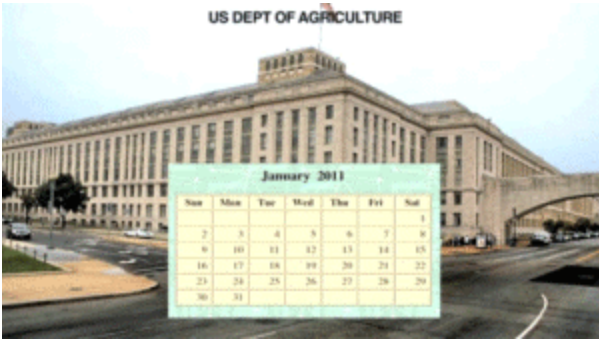 US DEPT OF AGRICULTURE
January 2011
Sun Mon Tue Wed Thu Fri Sat
1
2 3 4 5 6 7 8
9 10 11 12 13 14 15
16 17 18 19 20 21 22
23 24 25 26 27 28 29
30 31